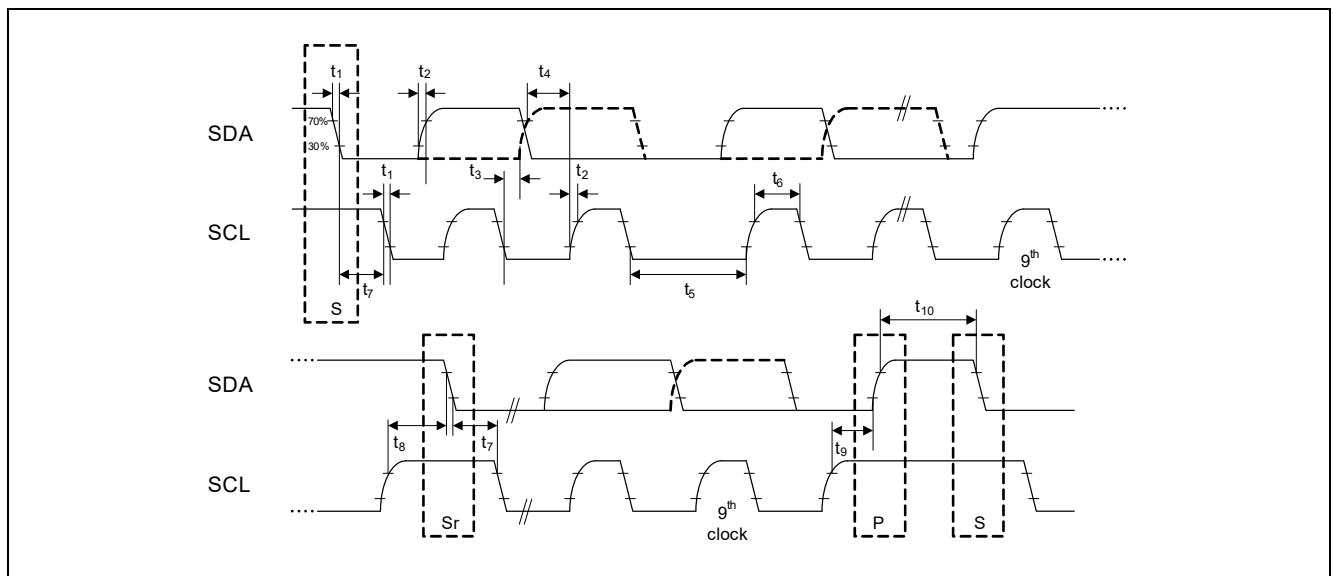 t1 t2 t4
70%
SDA
30%
t1 t3 t2 t6
SCL
9th
clock
t7 t5
S
t10
SDA
t8 t7 t9
SCL
9th
clock
Sr P S